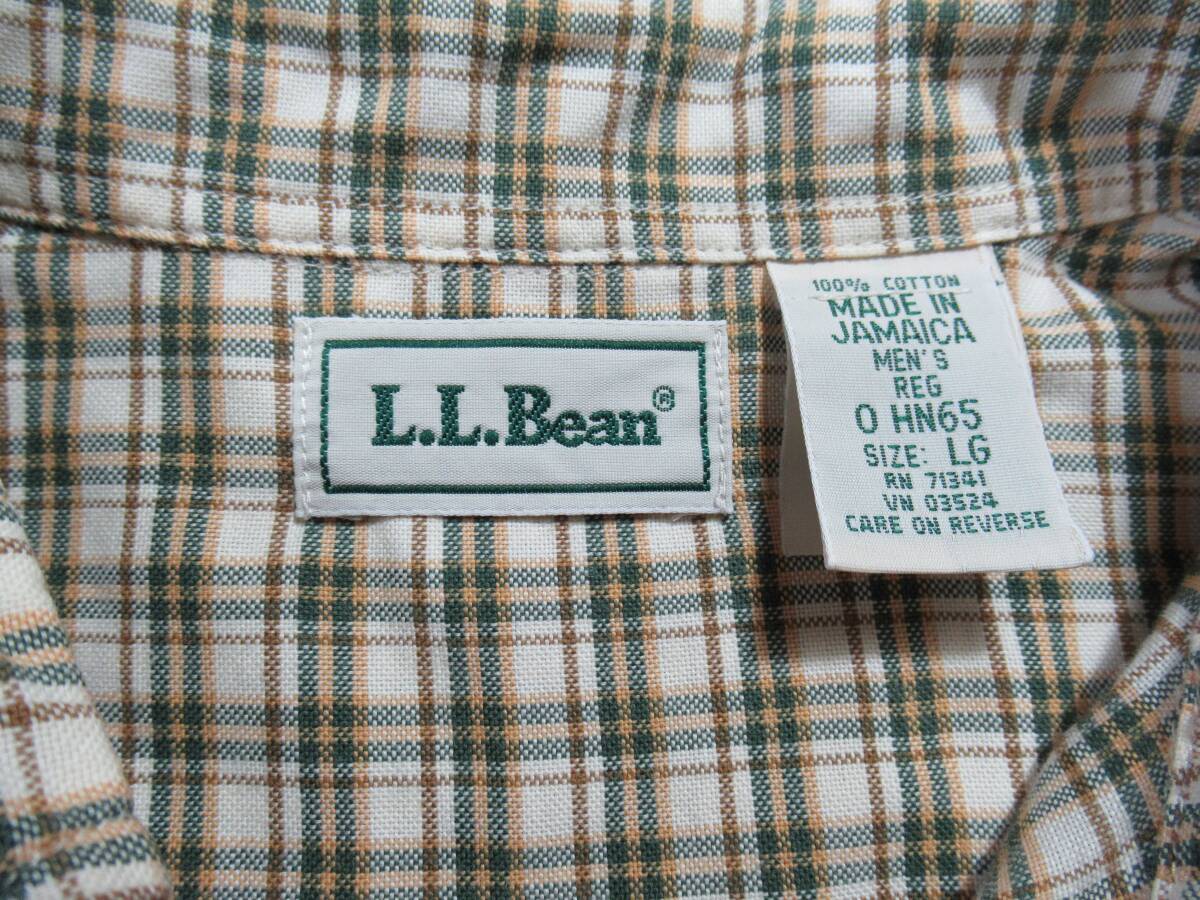 L.L.Bean®
100% COTTON
MADE IN
JAMAICA
MEN'S
REG
0 HN65
SIZE: LG
RN 71341
VN 03524
CARE ON REVERSE